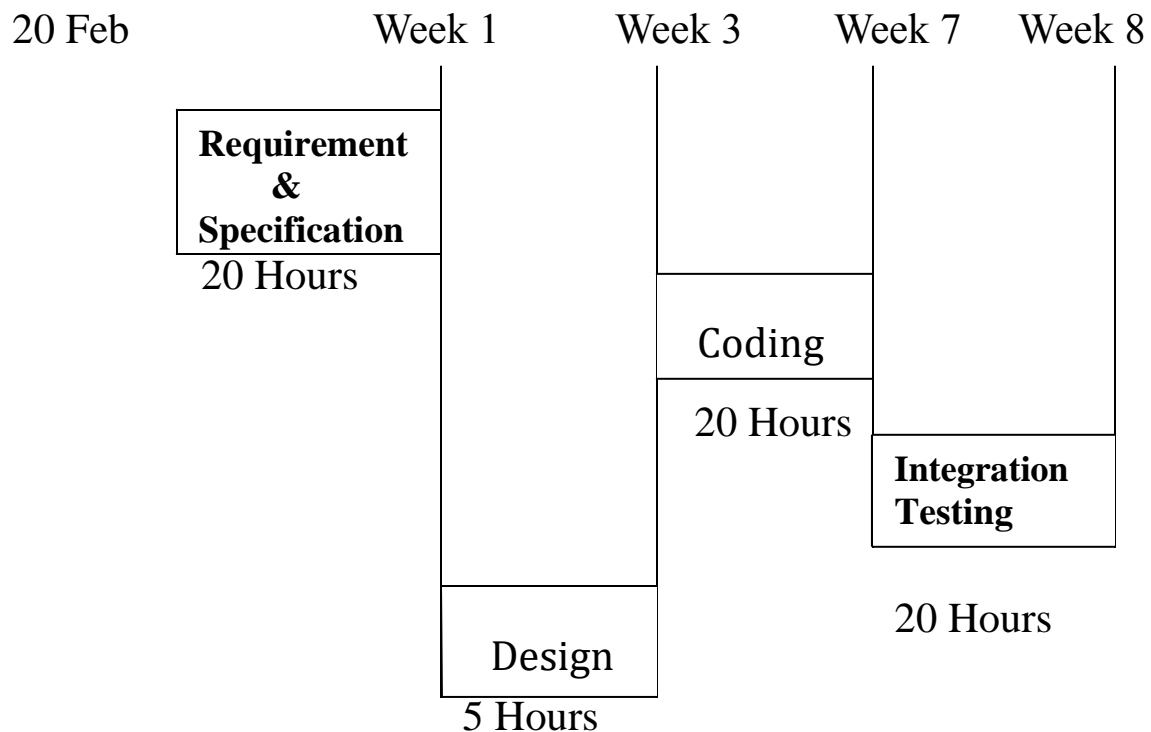 20 Feb Week 1 Week 3 Week 7 Week 8
Requirement
&
Specification
20 Hours
Coding
20 Hours
Integration
Testing
20 Hours
Design
5 Hours